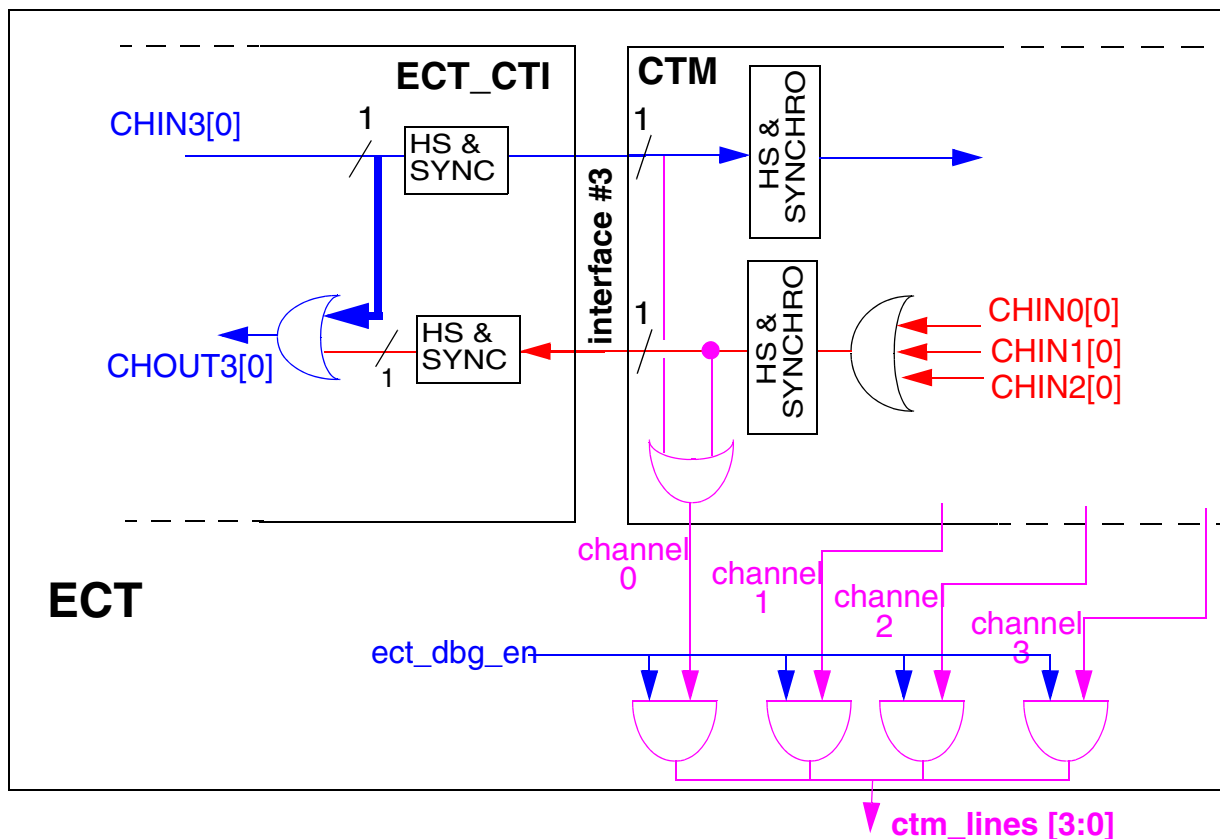 ECT_CTI
CTM
CHIN3[0]
1
HS &
SYNC
1
HS &
SYNCHRO
interface #3
CHOUT3[0]
1
HS &
SYNC
1
HS &
SYNCHRO
CHIN0[0]
CHIN1[0]
CHIN2[0]
ECT
channel
0
channel
1
channel
2
channel
3
ect_dbg_en
ctm_lines [3:0]